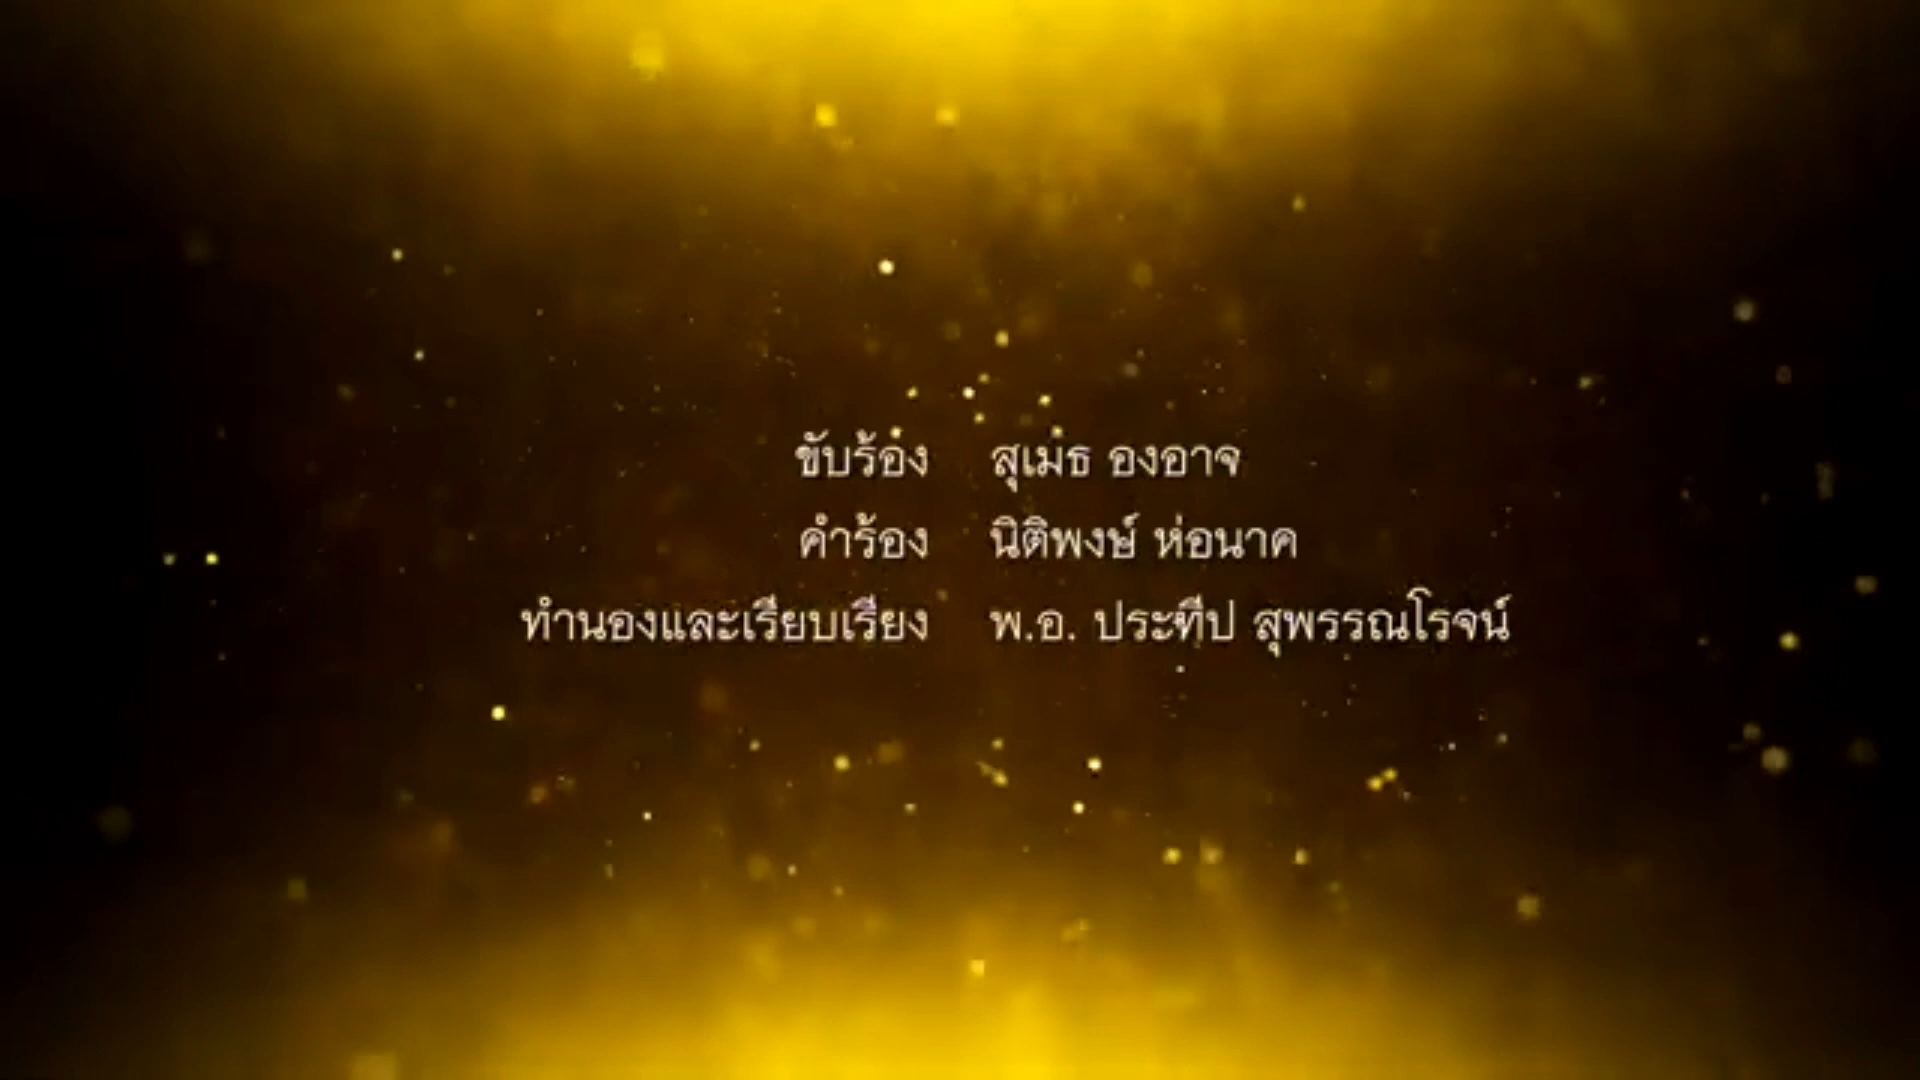 ขับร้อง สุเมธ องอาจ
คำร้อง นิติพงษ์ ห่อนาค
ทำนองและเรียบเรียง พ.อ. ประทีป สุพรรณโรจน์